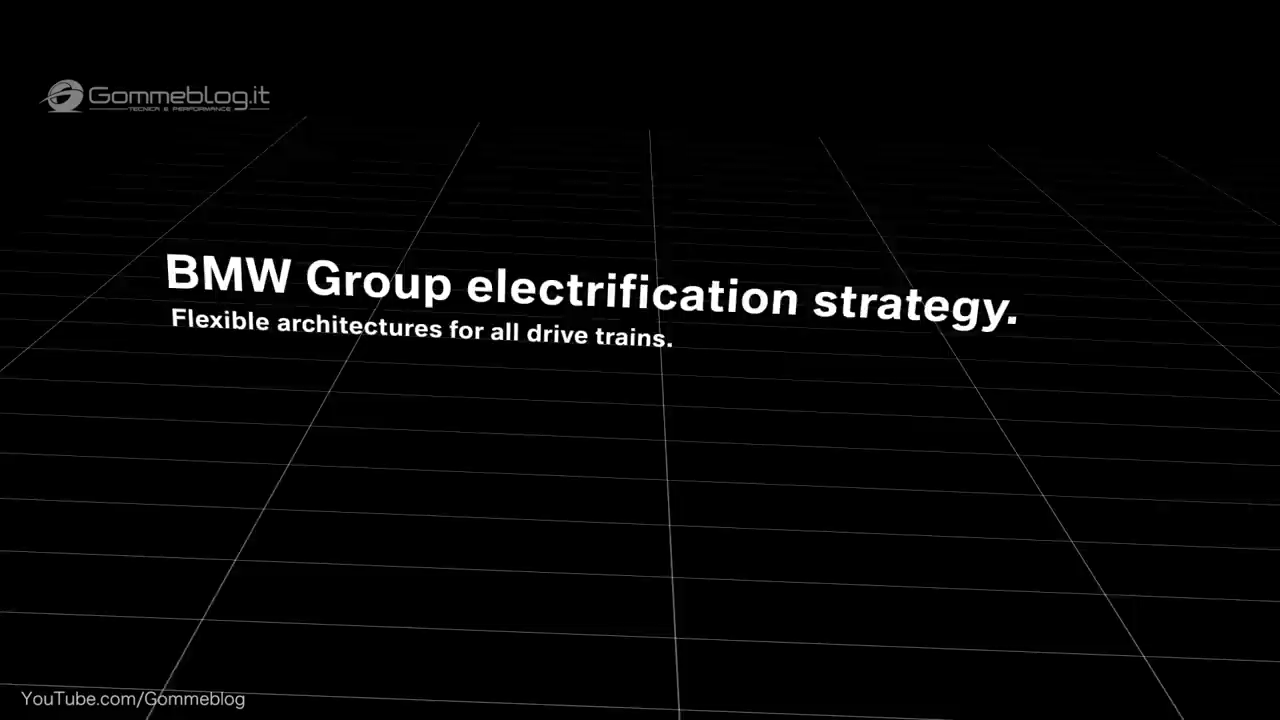 Gommeblog.it
TECNICA E PERFORMANCE
BMW Group electrification strategy.
Flexible architectures for all drive trains.
YouTube.com/Gommeblog